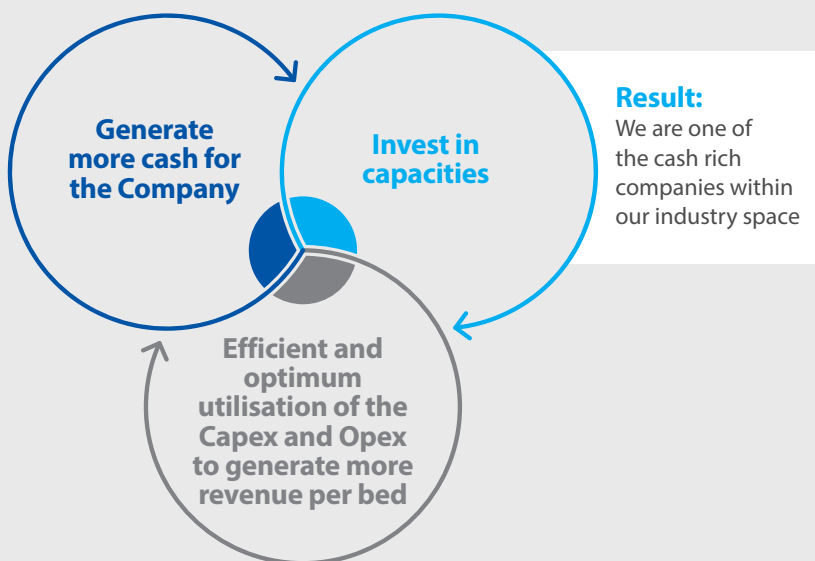 Generate
more cash for
the Company
Invest in
capacities
Result:
We are one of
the cash rich
companies within
our industry space
Efficient and
optimum
utilisation of the
Capex and Opex
to generate more
revenue per bed